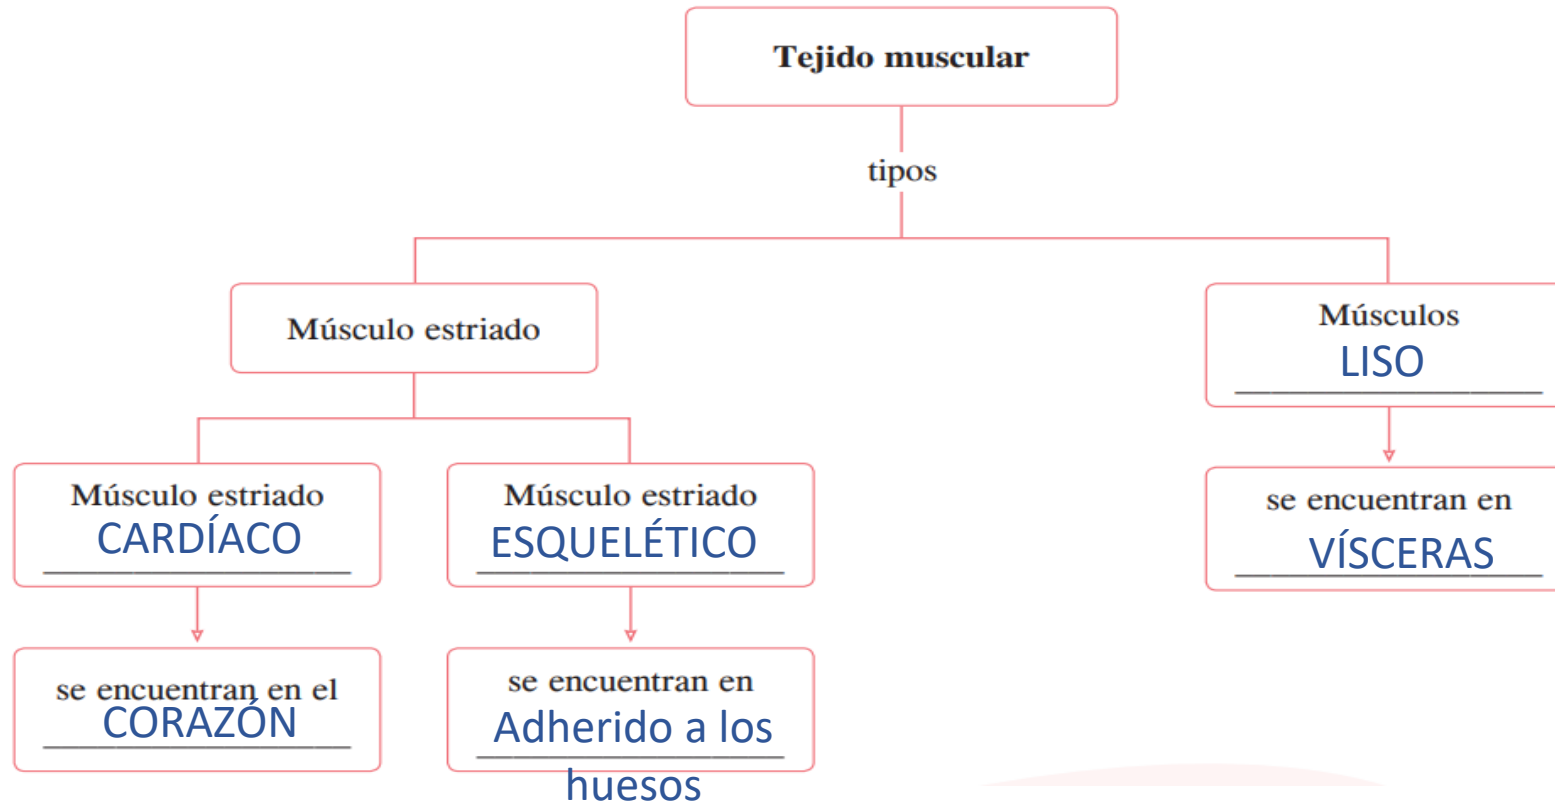 Tejido muscular
tipos
Músculo estriado
Músculos
LISO
Músculo estriado
CARDÍACO
Músculo estriado
ESQUELÉTICO
se encuentran en
VÍSCERAS
se encuentran en el
CORAZÓN
se encuentran en
Adherido a los
huesos